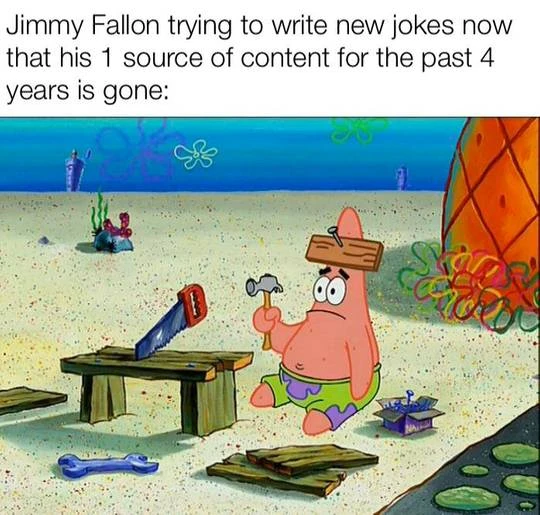 Jimmy Fallon trying to write new jokes now
that his 1 source of content for the past 4
years is gone: